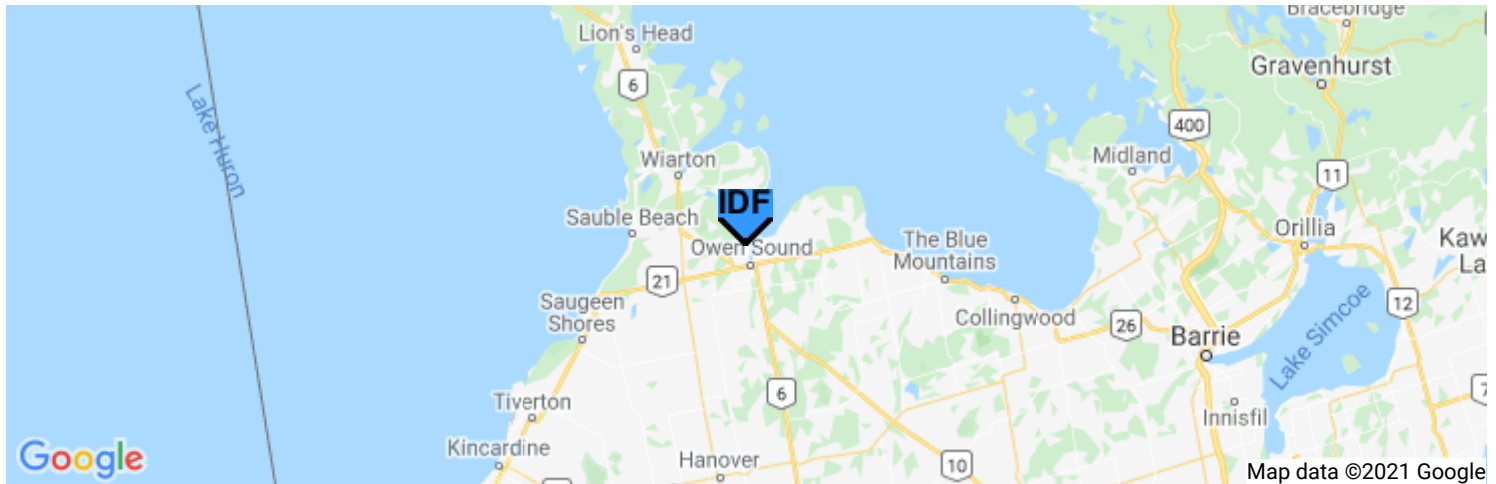 Bracebridge
Lion's Head
Gravenhurst
6
Lake Huron
400
Midland
Wiarton
11
IDF
Sauble Beach
Orillia
Kaw
La
Owen Sound
The Blue
Mountains
21
12
Saugeen
Shores
Collingwood
26
Barrie
Lake Simcoe
6
7
Tiverton
Innisfil
Kincardine
Hanover
10
Google
Map data ©2021 Google